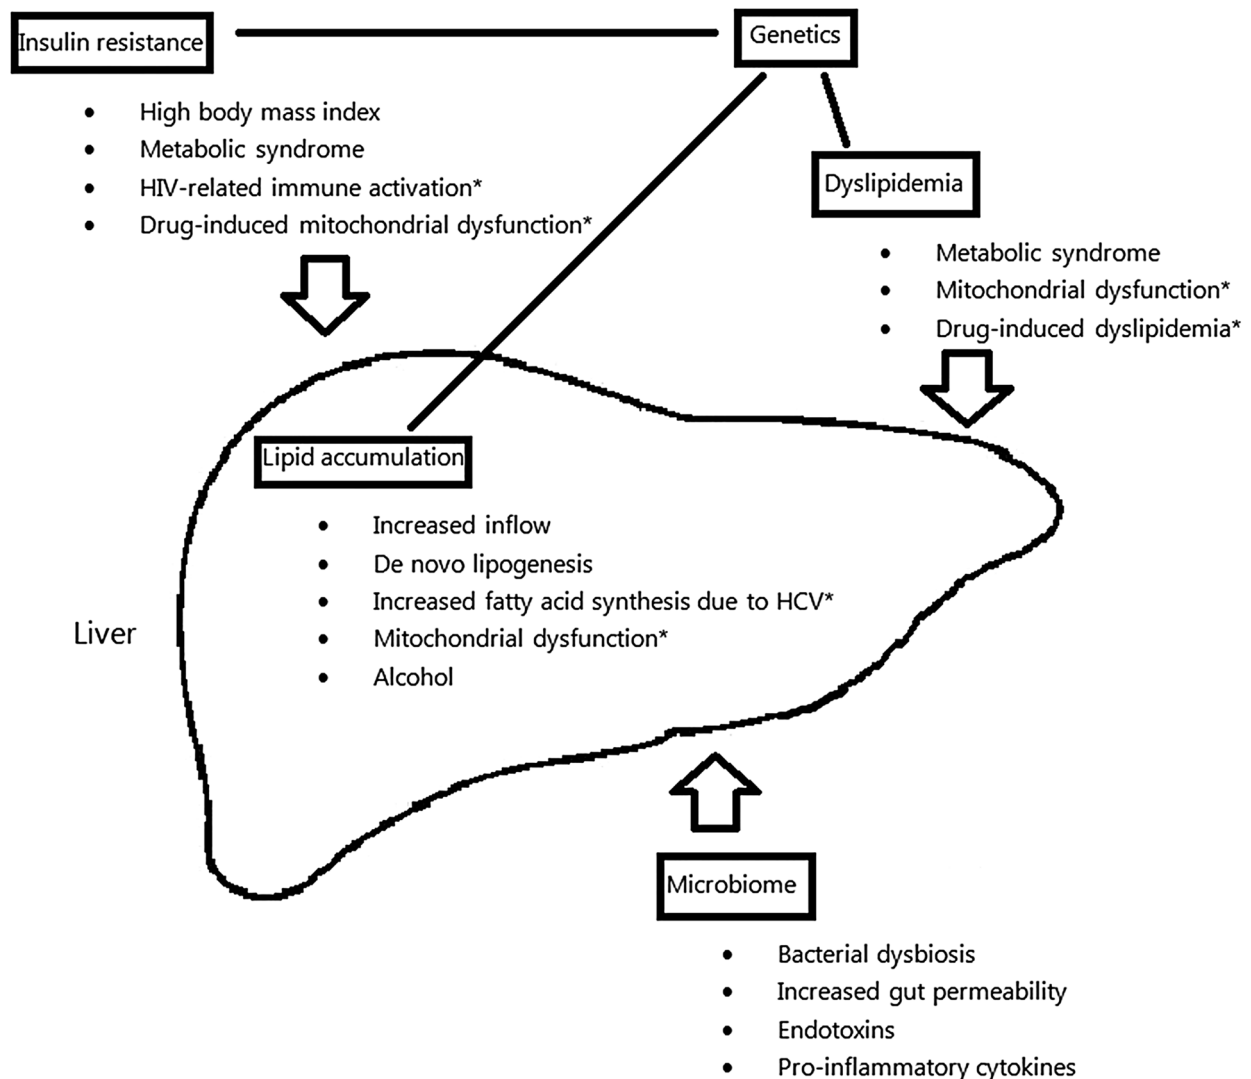 Insulin resistance
Genetics
High body mass index
Metabolic syndrome
HIV-related immune activation*
Drug-induced mitochondrial dysfunction*
Dyslipidemia
Metabolic syndrome
Mitochondrial dysfunction*
Drug-induced dyslipidemia*
Lipid accumulation
Increased inflow
De novo lipogenesis
Increased fatty acid synthesis due to HCV*
Mitochondrial dysfunction*
Alcohol
Liver
Microbiome
Bacterial dysbiosis
Increased gut permeability
Endotoxins
Pro-inflammatory cytokines